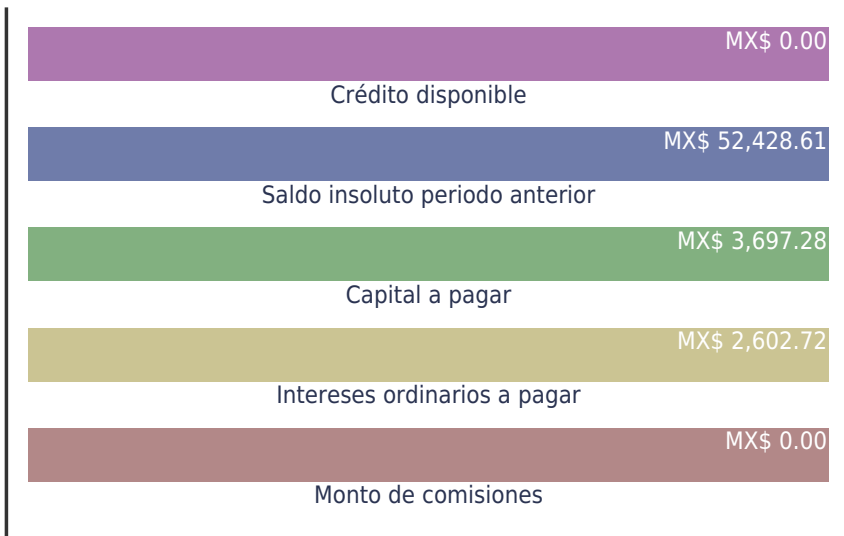 MX$ 0.00
Crédito disponible
MX$ 52,428.61
Saldo insoluto periodo anterior
MX$ 3,697.28
Capital a pagar
MX$ 2,602.72
Intereses ordinarios a pagar
MX$ 0.00
Monto de comisiones